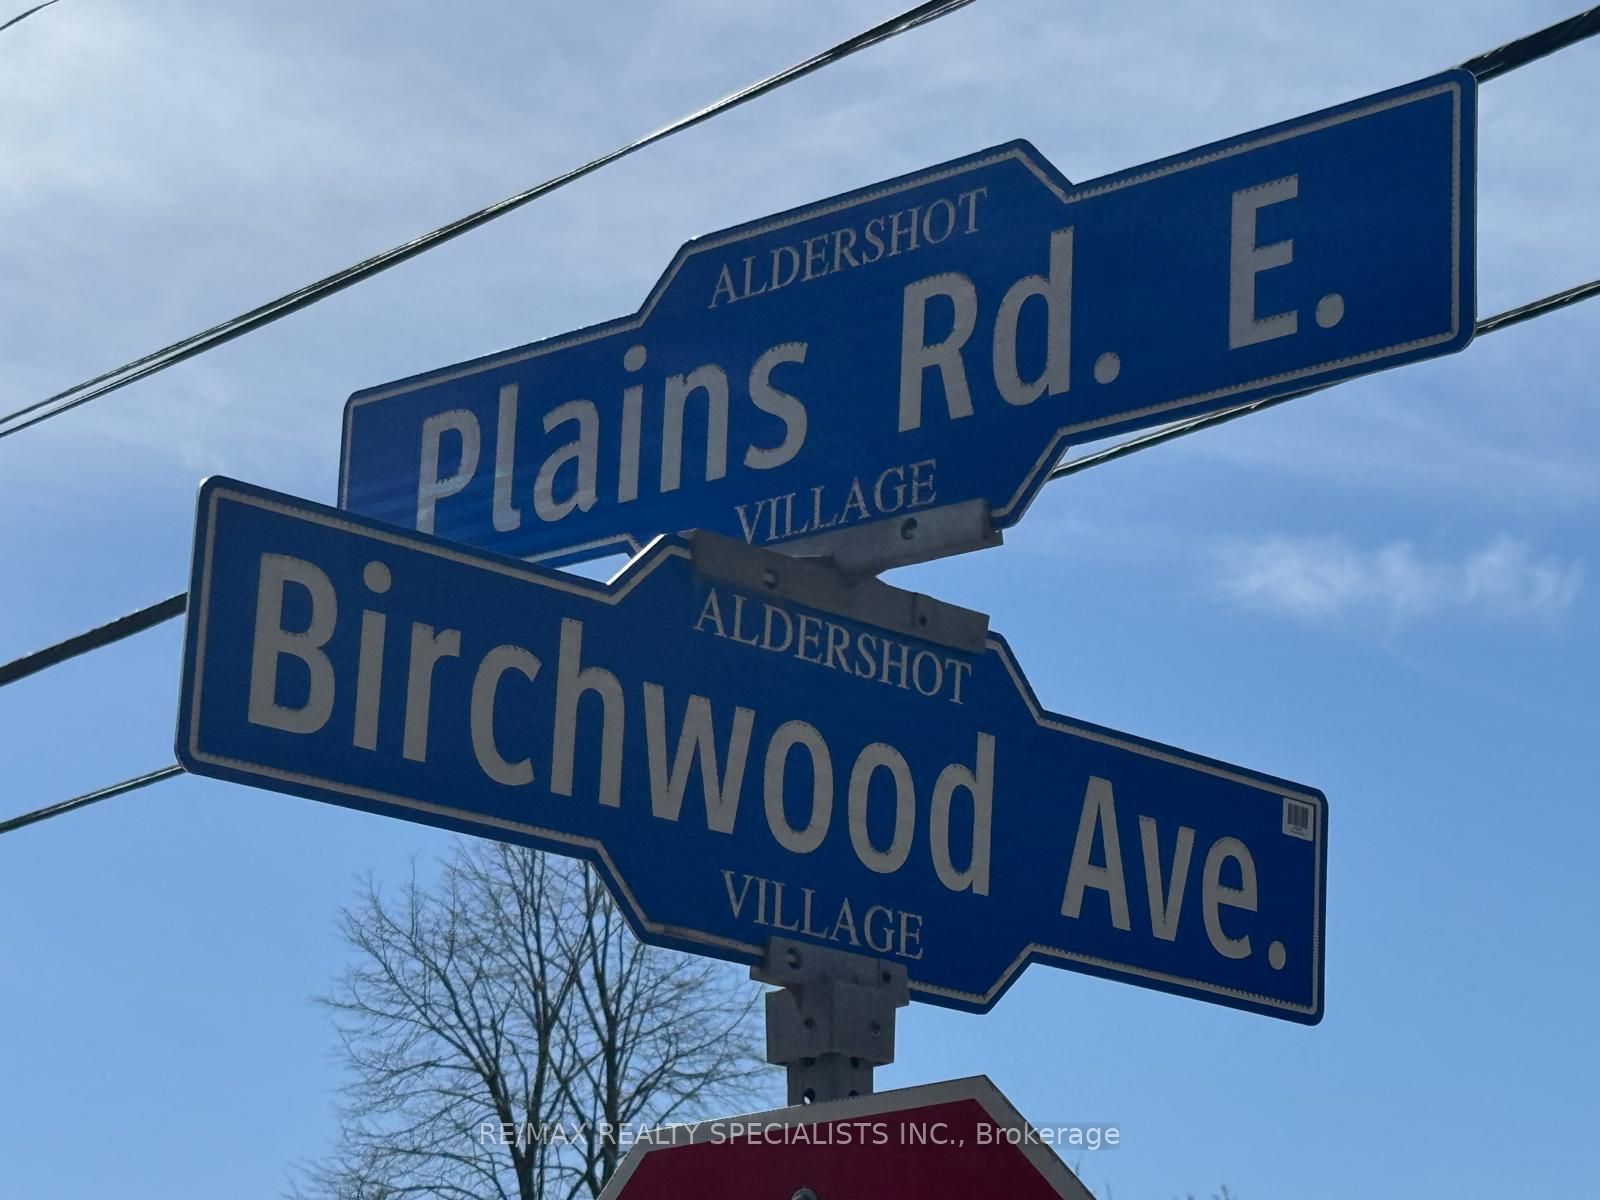 ALDERSHOT
Plains Rd. E.
VILLAGE
ALDERSHOT
Birchwood Ave.
VILLAGE
RE/MAX REALTY SPECIALISTS INC., Brokerage